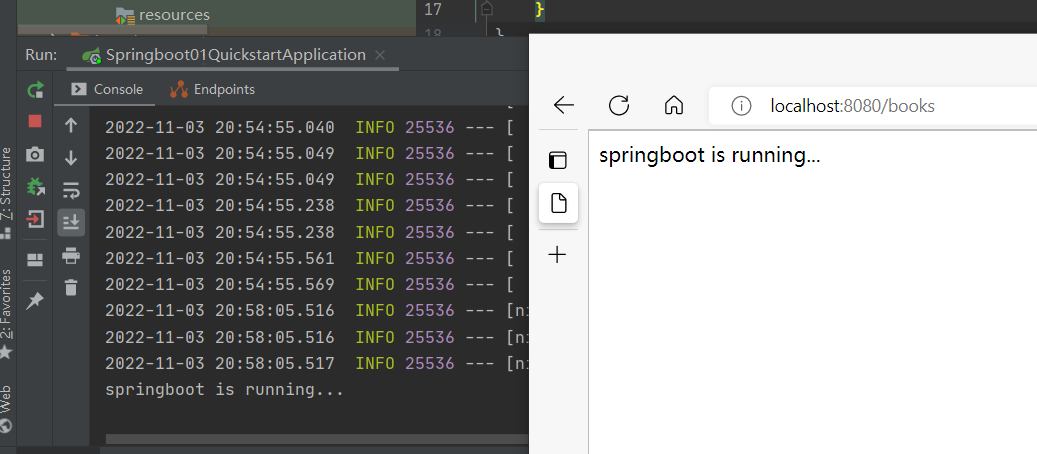 resources
17
}
18
}
Run: Springboot01QuickstartApplication
Console Endpoints
2022-11-03 20:54:55.040 INFO 25536 --- [
2022-11-03 20:54:55.049 INFO 25536 --- [
2022-11-03 20:54:55.049 INFO 25536 --- [
2022-11-03 20:54:55.238 INFO 25536 --- [
2022-11-03 20:54:55.238 INFO 25536 --- [
2022-11-03 20:54:55.561 INFO 25536 --- [
2022-11-03 20:54:55.569 INFO 25536 --- [
2022-11-03 20:58:05.516 INFO 25536 --- [ni
2022-11-03 20:58:05.516 INFO 25536 --- [ni
2022-11-03 20:58:05.517 INFO 25536 --- [ni
springboot is running...
7: Structure
2: Favorites
Web
localhost:8080/books
springboot is running...